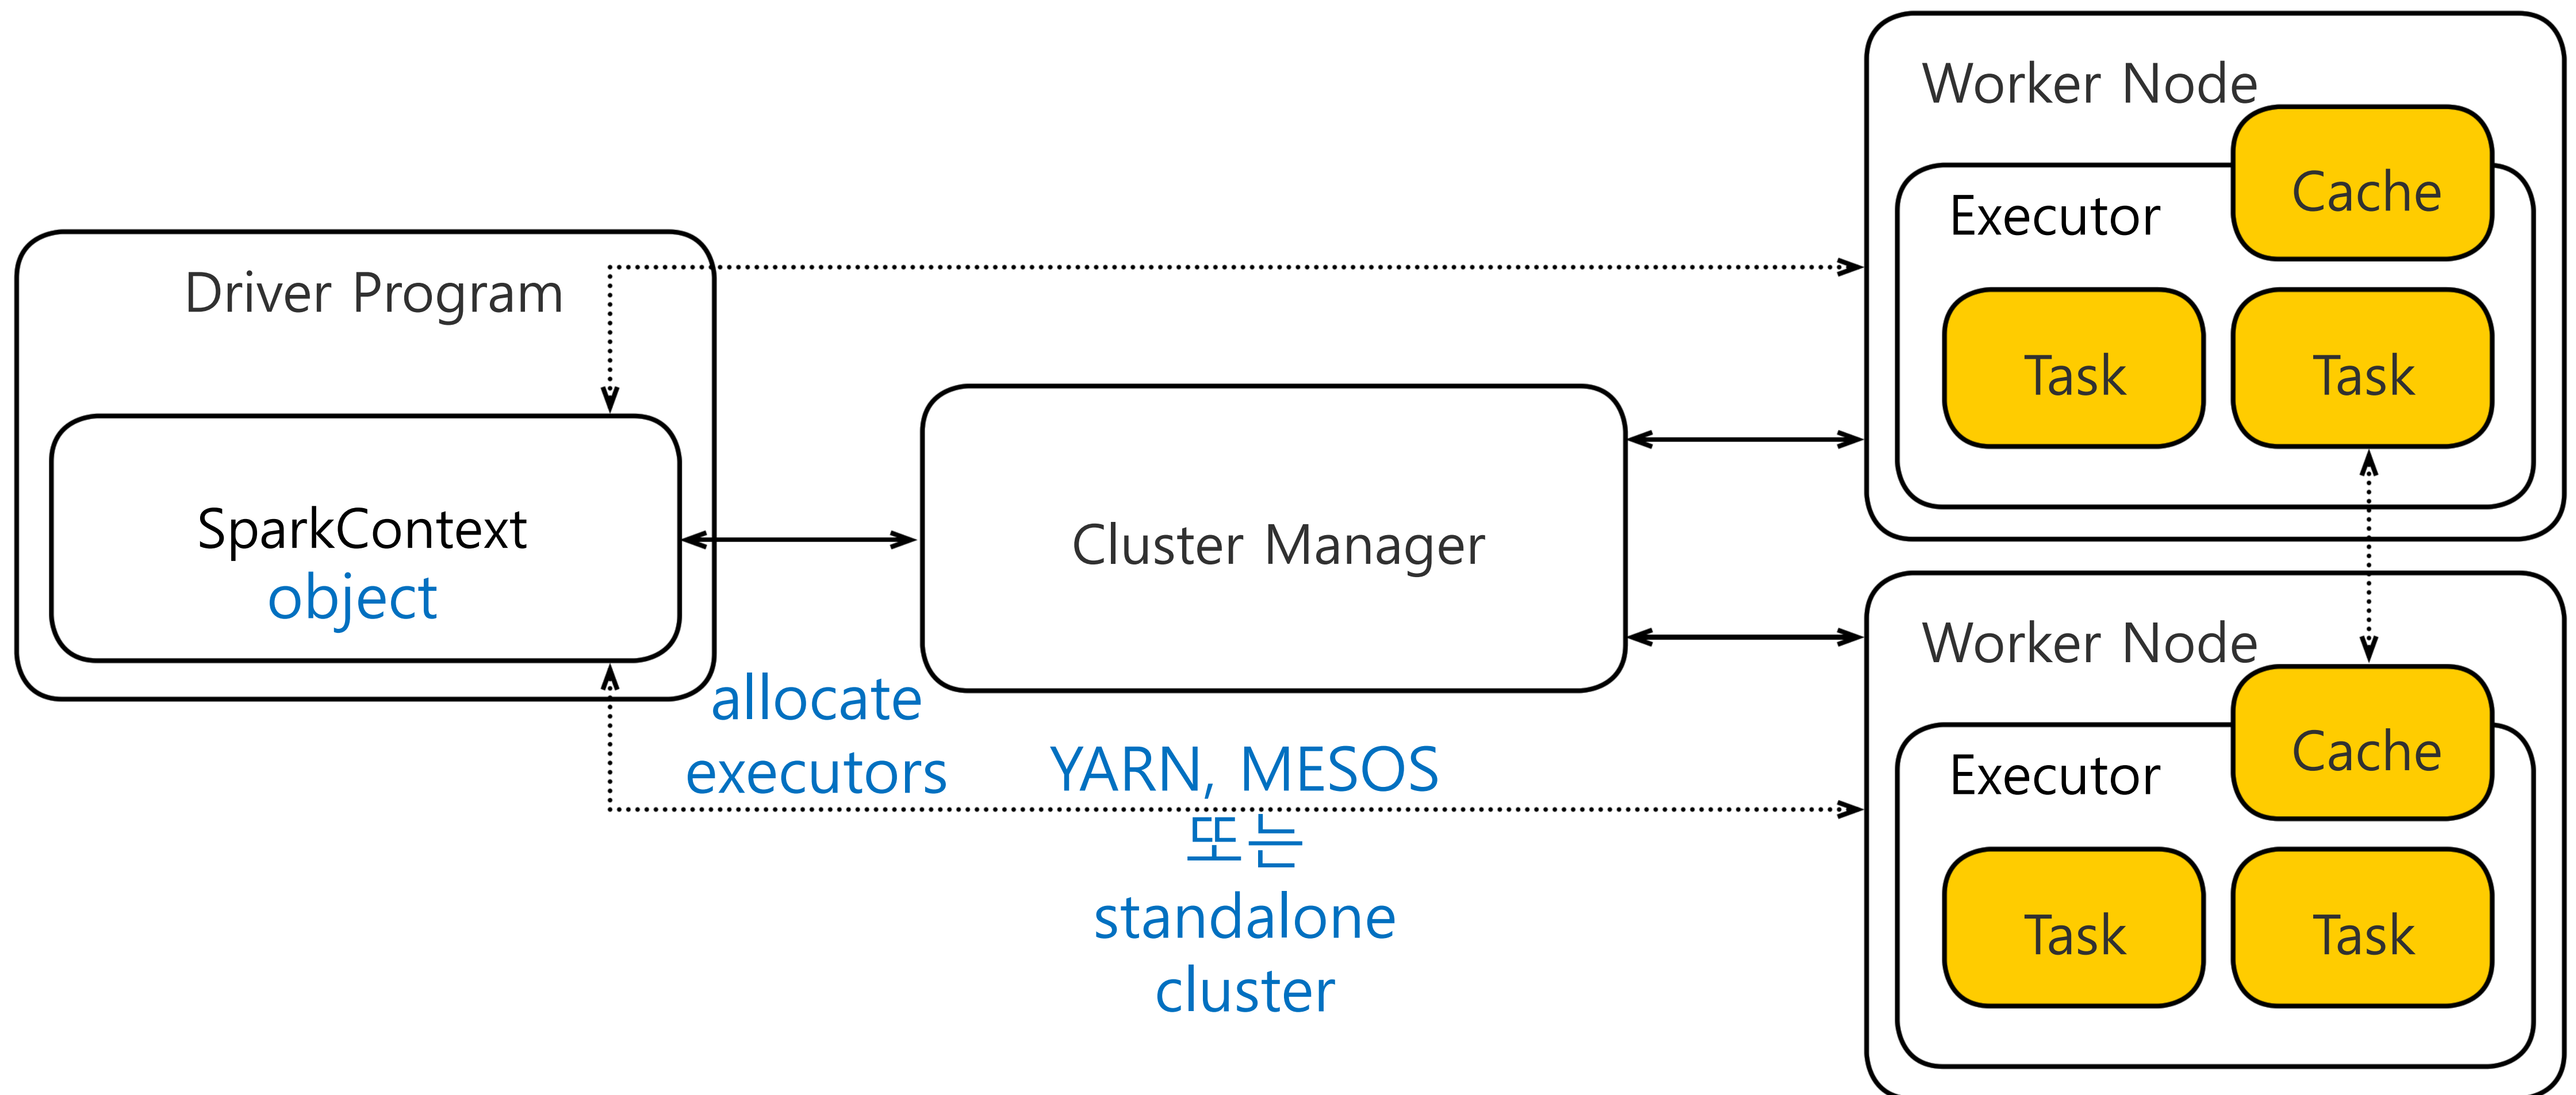 Driver Program
SparkContext
object
allocate
executors
Cluster Manager
YARN, MESOS
또는
standalone
cluster
Worker Node
Cache
Executor
Task
Task
Worker Node
Cache
Executor
Task
Task